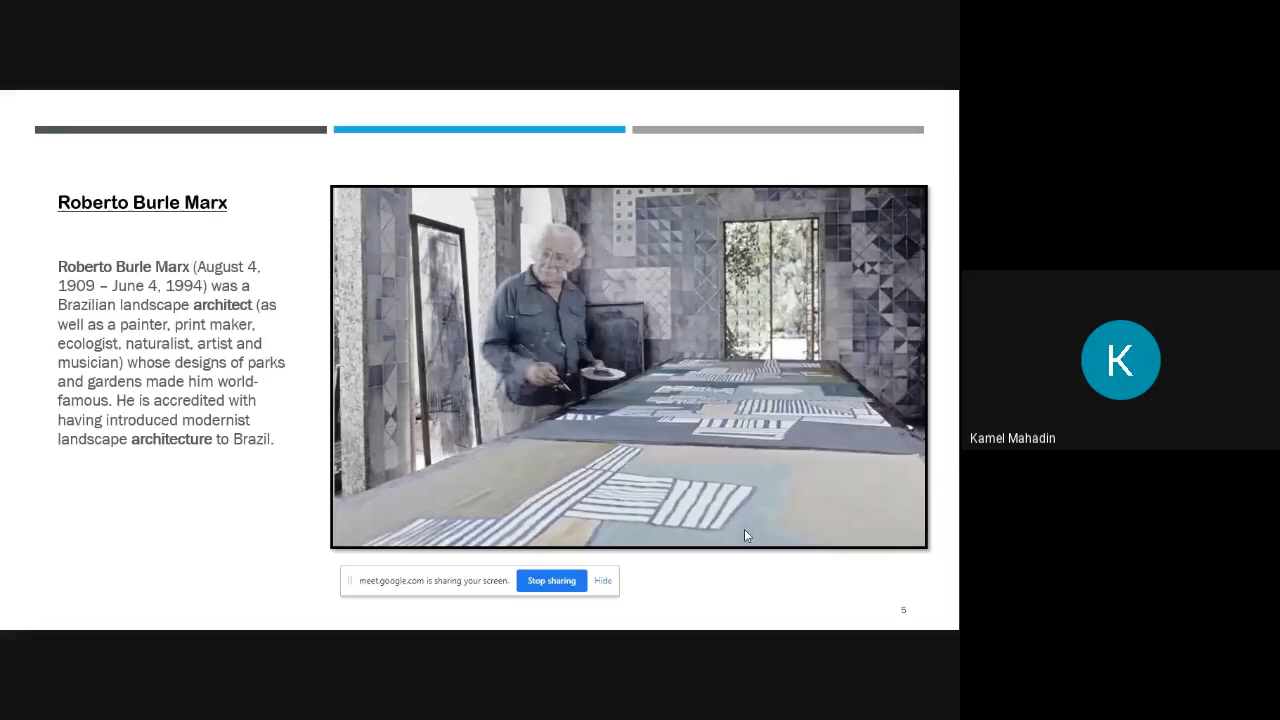 Roberto Burle Marx
Roberto Burle Marx (August 4,
1909 – June 4, 1994) was a
Brazilian landscape architect (as
well as a painter, print maker,
ecologist, naturalist, artist and
musician) whose designs of parks
and gardens made him world-
famous. He is accredited with
having introduced modernist
landscape architecture to Brazil.
meet.google.com is sharing your screen. Stop sharing Hide
5
K
Kamel Mahadin